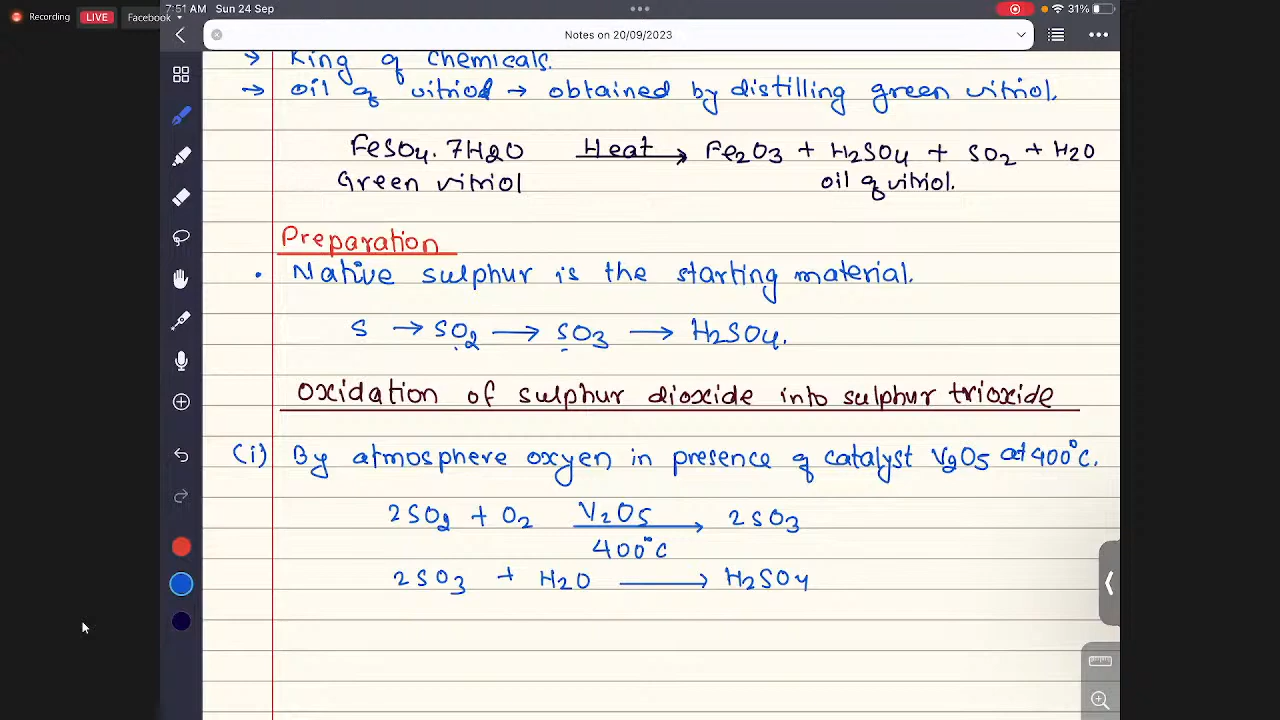 Recording LIVE Facebook
7:51 AM Sun 24 Sep
31%
Notes on 20/09/2023
→ King of chemicals.
→ oil of vitriol → obtained by distilling green vitriol.
FeSO4. 7H2O Heat→ Fe2O3 + H2SO4 + SO2 + H2O
Green vitriol oil of vitriol.
Preparation
• Native sulphur is the starting material.
S → SO2 → SO3 → H2SO4.
Oxidation of sulphur dioxide into sulphur trioxide
(i) By atmosphere oxyen in presence of catalyst V2O5 at 400°C.
2SO2 + O2 V2O5→ 2SO3
400°C
2SO3 + H2O → H2SO4